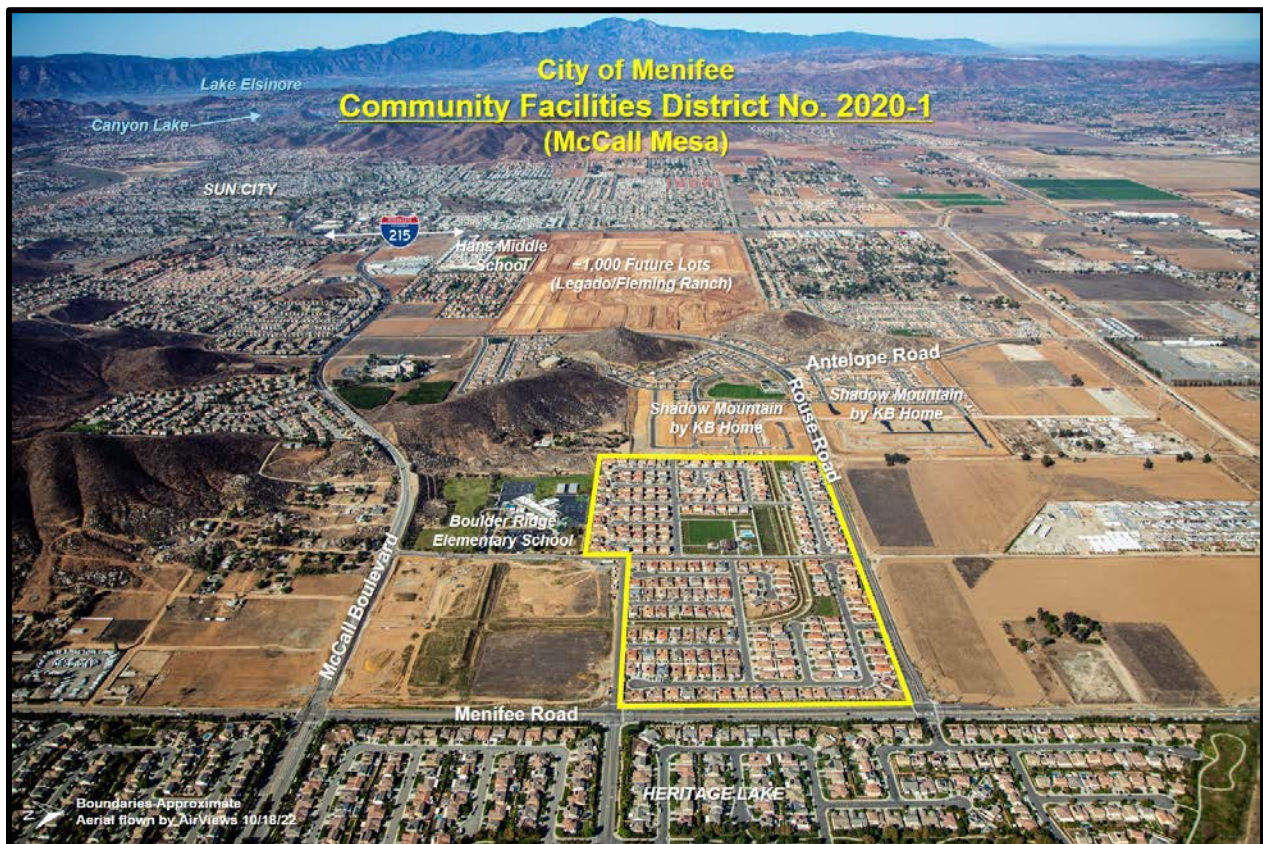 City of Menifee
Community Facilities District No. 2020-1
(McCall Mesa)
Lake Elsinore
Canyon Lake
SUN CITY
215
Hans Middle
School
~1,000 Future Lots
(Legado/Fleming Ranch)
Antelope Road
Rouse Road
Shadow Mountain
by KB Home
Shadow Mountain
by KB Home
Boulder Ridge
Elementary School
McCall Boulevard
Menifee Road
HERITAGE LAKE
N
Boundaries Approximate
Aerial flown by AirViews 10/18/22